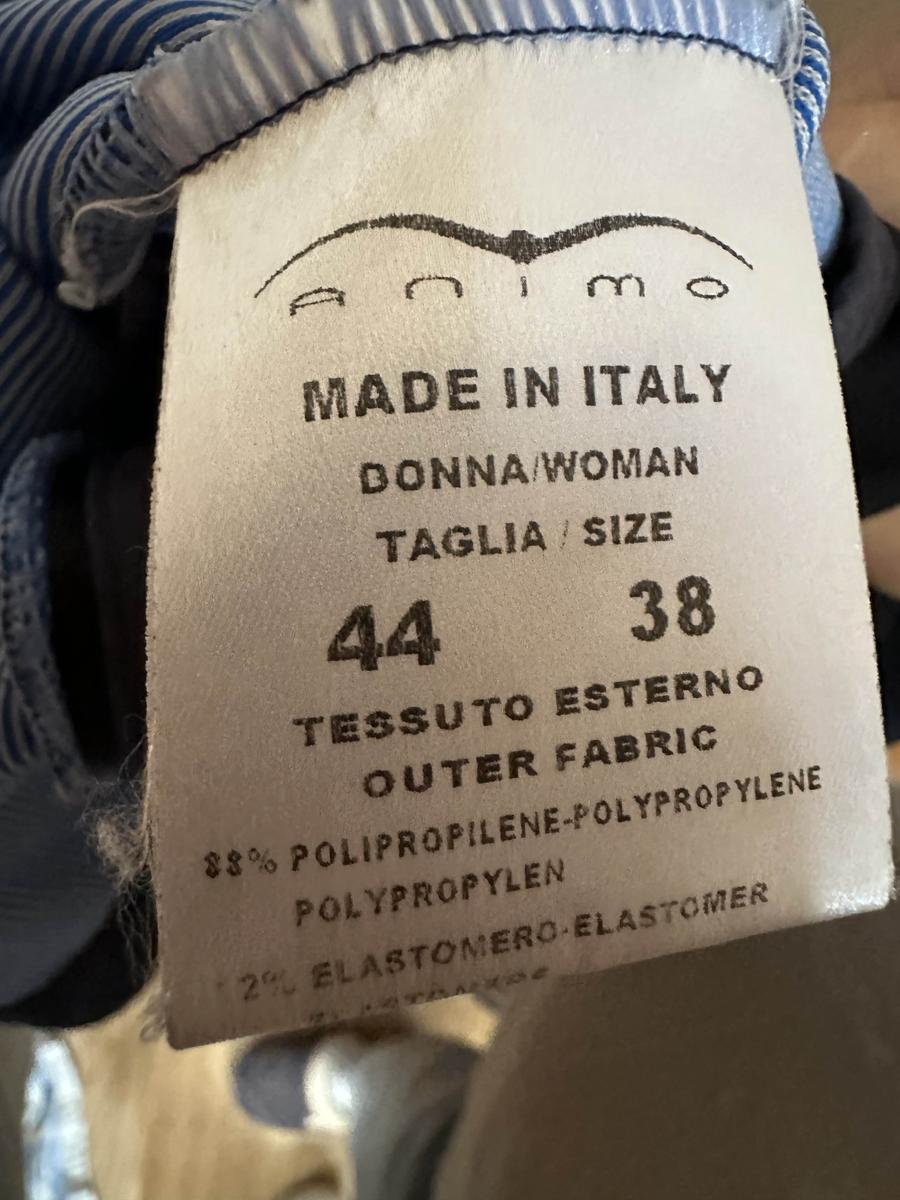 animo
MADE IN ITALY
DONNA/WOMAN
TAGLIA / SIZE
44 38
TESSUTO ESTERNO
OUTER FABRIC
88% POLIPROPILENE-POLYPROPYLENE
POLYPROPYLEN
12% ELASTOMERO-ELASTOMER